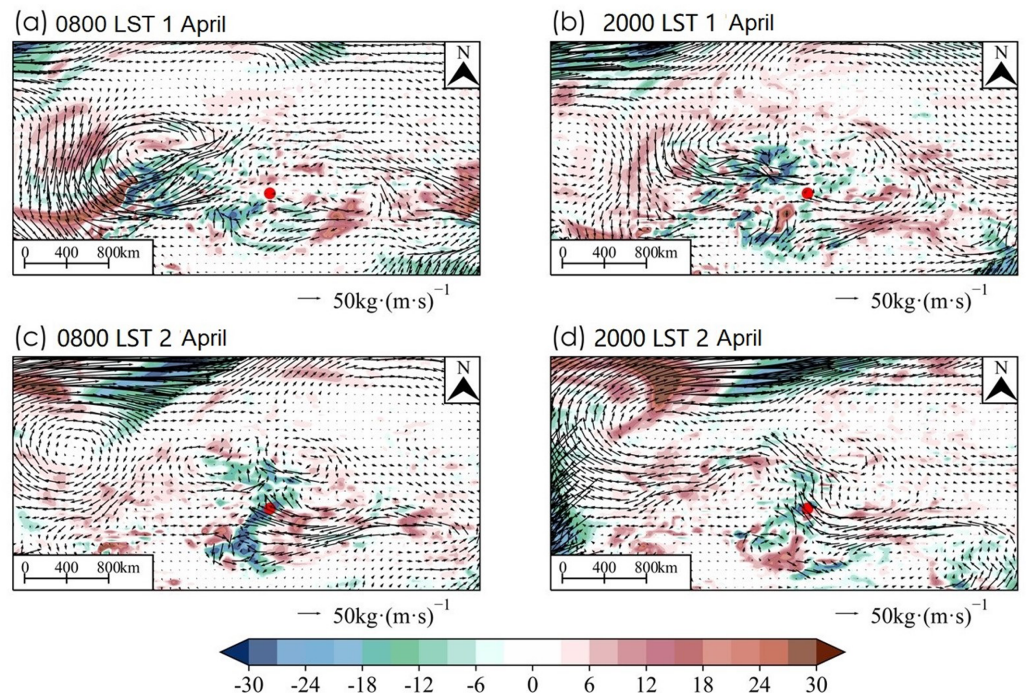 (a) 0800 LST 1 April
N
0 400 800km
50kg·(m·s)⁻¹
(b) 2000 LST 1 April
N
0 400 800km
50kg·(m·s)⁻¹
(c) 0800 LST 2 April
N
0 400 800km
50kg·(m·s)⁻¹
(d) 2000 LST 2 April
N
0 400 800km
50kg·(m·s)⁻¹
-30 -24 -18 -12 -6 0 6 12 18 24 30